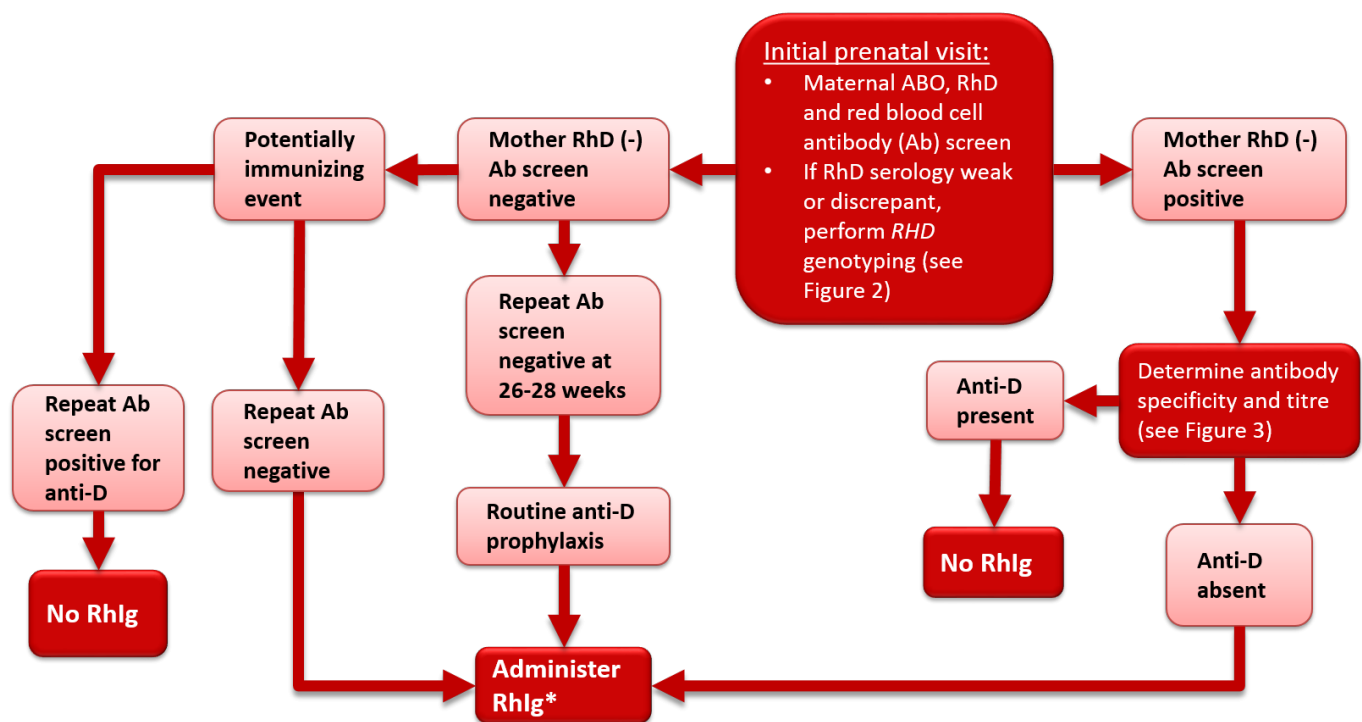 Initial prenatal visit:
• Maternal ABO, RhD
and red blood cell
antibody (Ab) screen
• If RhD serology weak
or discrepant,
perform RHD
genotyping (see
Figure 2)
Potentially
immunizing
event
Mother RhD (-)
Ab screen
negative
Mother RhD (-)
Ab screen
positive
Repeat Ab
screen
negative at
26-28 weeks
Determine antibody
specificity and titre
(see Figure 3)
Anti-D
present
Repeat Ab
screen
positive for
anti-D
Repeat Ab
screen
negative
Routine anti-D
prophylaxis
No RhIg
Anti-D
absent
No RhIg
Administer
RhIg*